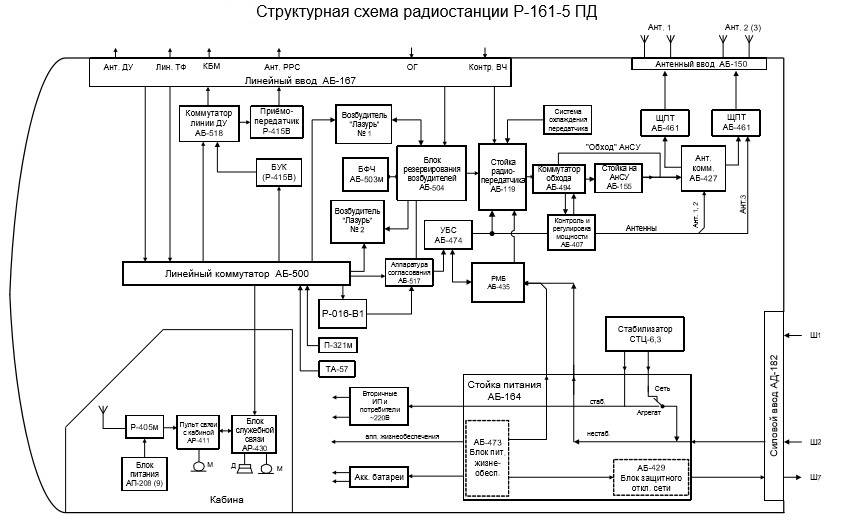 Структурная схема радиостанции Р-161-5 ПД
Ант. 1
Ант. 2 (3)
Ант. ДУ
Лин. ТФ
КБМ
Ант. РРС
ОГ
Контр. ВЧ
Линейный ввод АБ-167
Антенный ввод АБ-150
Коммутатор
линии ДУ
АБ-518
Приёмо-
передатчик
Р-415В
Возбудитель
"Лазурь"
№ 1
Система
охлаждения
передатчика
ЩПТ
АБ-461
ЩПТ
АБ-461
"Обход" АнСУ
БУК
(Р-415В)
БФЧ
АБ-503м
Блок
резервирования
возбудителей
АБ-504
Стойка
радио-
передатчика
АБ-119
Коммутатор
обхода
АБ-494
Стойка на
АнСУ
АБ-155
Ант.
комм.
АБ-427
Возбудитель
"Лазурь"
№ 2
УБС
АБ-474
Контроль и
регулировка
мощности
АБ-407
Антенны
Ант. 1, 2
Ант.3
Линейный коммутатор АБ-500
Аппаратура
согласования
АБ-517
РМБ
АБ-435
Р-016-В1
П-321м
ТА-57
Стабилизатор
СТЦ-6,3
Силовой ввод АД-182
Ш1
Ш2
Ш7
Стойка питания
АБ-164
Сеть
Агрегат
стаб.
нестаб.
Вторичные
ИП и
потребители
~220В
апп. жизнеобеспечения
АБ-473
Блок пит.
жизне-
обесп.
АБ-429
Блок защитного
откл. сети
Акк. батареи
Р-405м
Пульт связи
с кабиной
АР-411
Блок
служебной
связи
АР-430
Блок
питания
АП-208 (9)
М
Д
М
Кабина